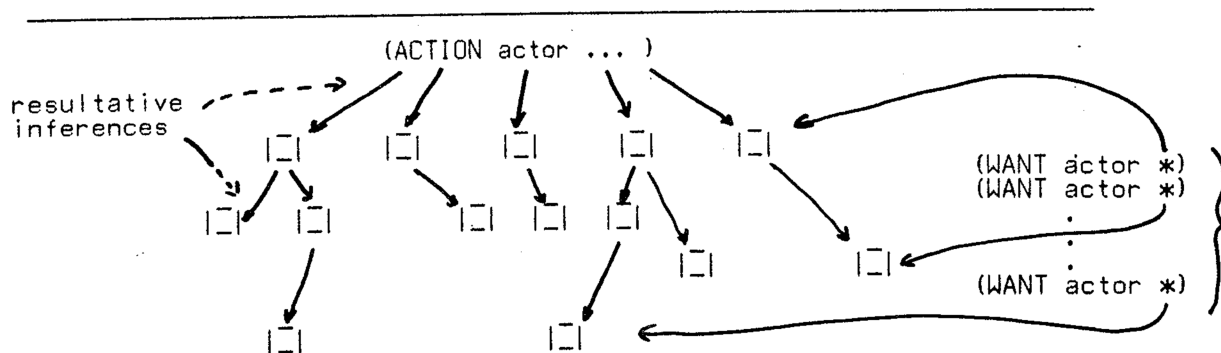 (ACTION actor ... )
resultative
inferences
(WANT actor *)
(WANT actor *)
.
.
.
(WANT actor *)